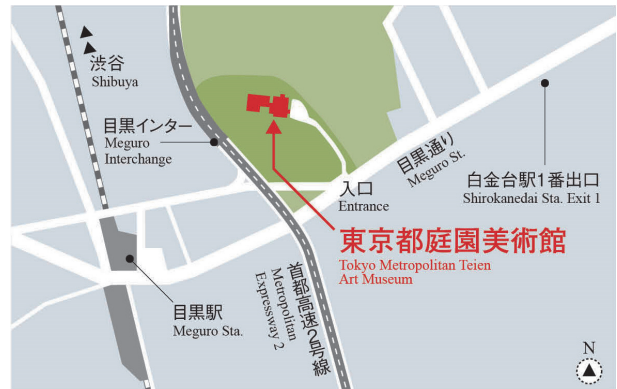 渋谷
Shibuya
目黒インター
Meguro
Interchange
目黒通り
Meguro St.
白金台駅1番出口
Shirokanedai Sta. Exit 1
入口
Entrance
東京都庭園美術館
Tokyo Metropolitan Teien
Art Museum
首都高速2号線
Metropolitan
Expressway 2
目黒駅
Meguro Sta.
N